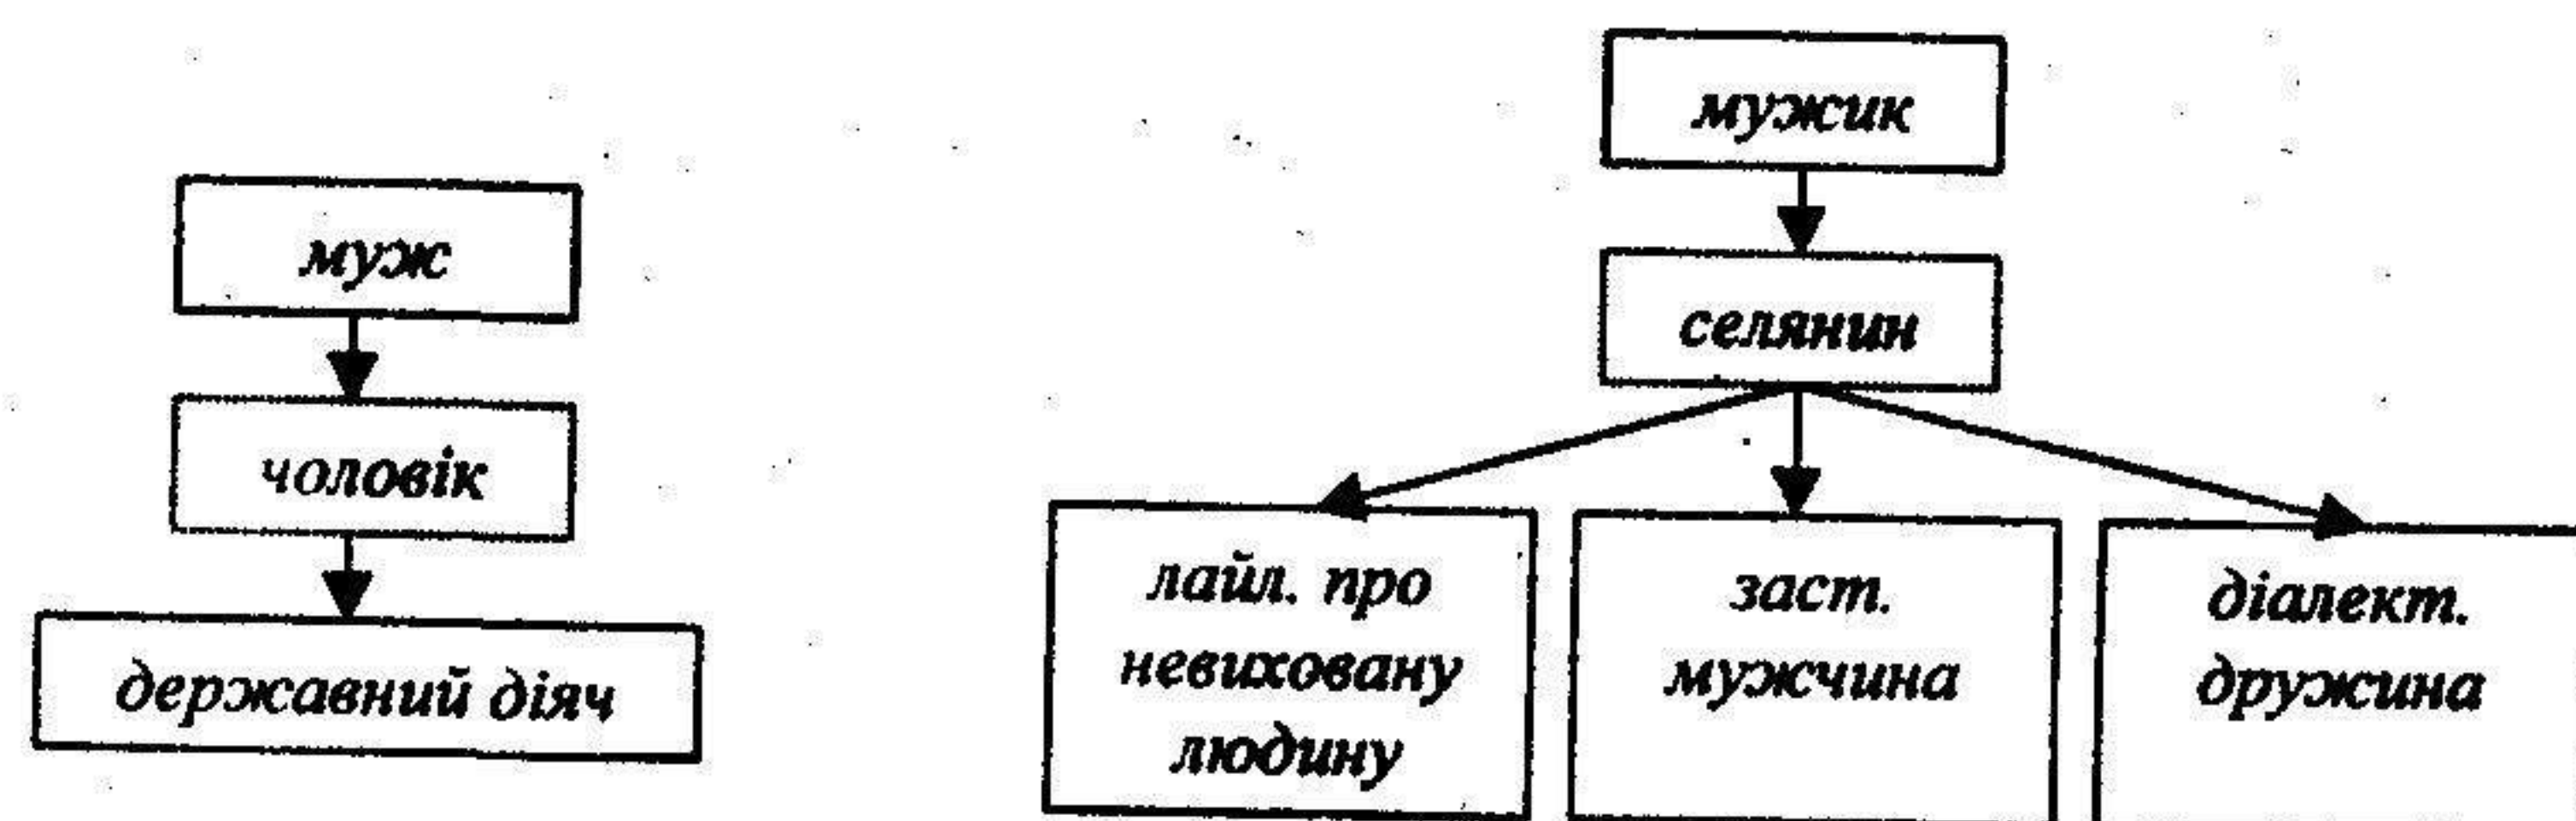 муж
чоловік
державний діяч
мужик
селянин
лайл. про
невиховану
людину
заст.
мужчина
діалект.
дружина